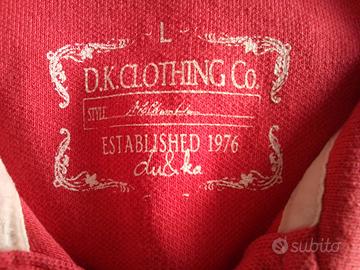 L
D.K.CLOTHING Co.
STYLE
ESTABLISHED 1976
du&ka
subito